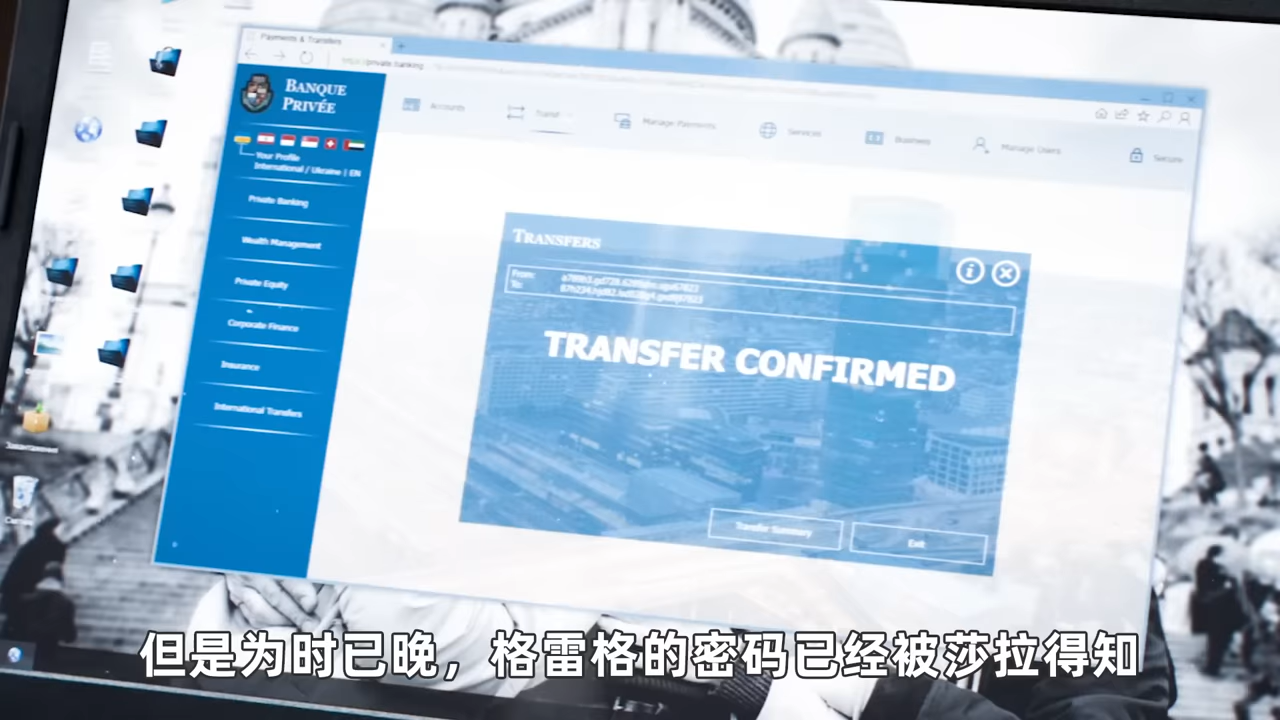 Payments & Transfers
BANQUE
PRIVÉE
Your Profile
International / Ukraine | EN
Private Banking
Wealth Management
Private Equity
Corporate Finance
Insurance
International Transfers
Accounts
Manage Payments
Services
Business
Manage Users
Secure
TRANSFERS
From:
To:
TRANSFER CONFIRMED
Transfer Summary
Exit
但是为时已晚，格雷格的密码已经被莎拉得知